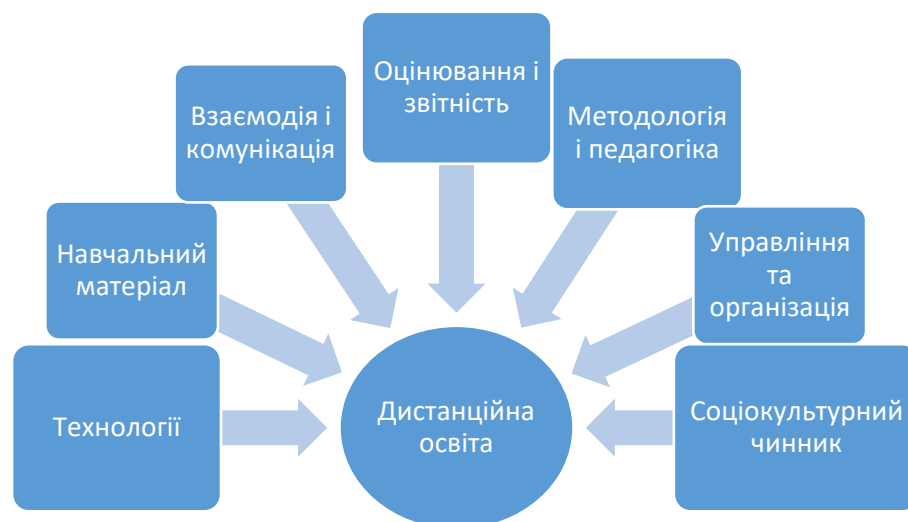 Оцінювання і
звітність
Взаємодія і
комунікація
Методологія
і педагогіка
Навчальний
матеріал
Управління
та
організація
Технології
Дистанційна
освіта
Соціокультурний
чинник